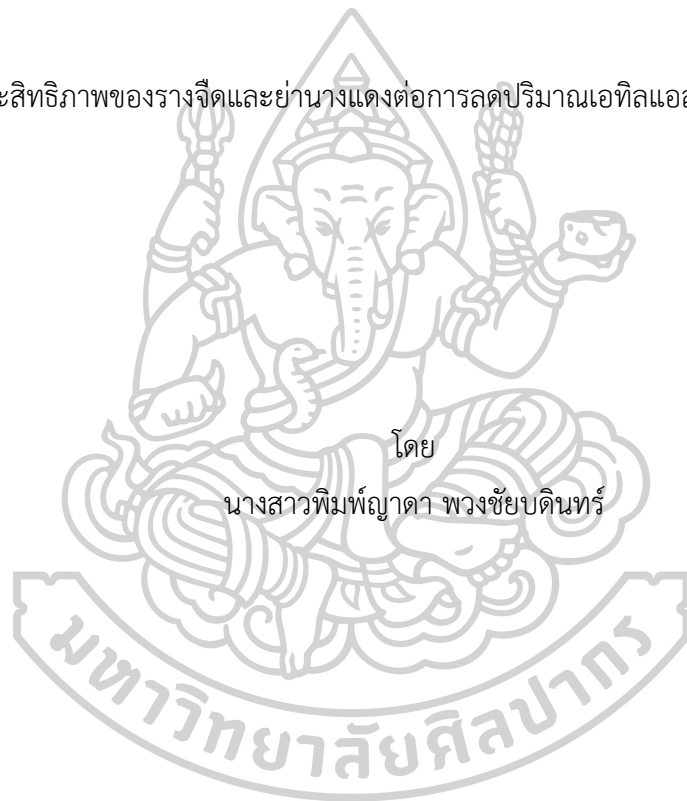 ะสิทธิภาพของรางจืดและย่านางแดงต่อการลดปริมาณเอทิลแอ
โดย
นางสาวพิมพ์ญาดา พวงชัยบดินทร์
มหาวิทยาลัยศิลปากร